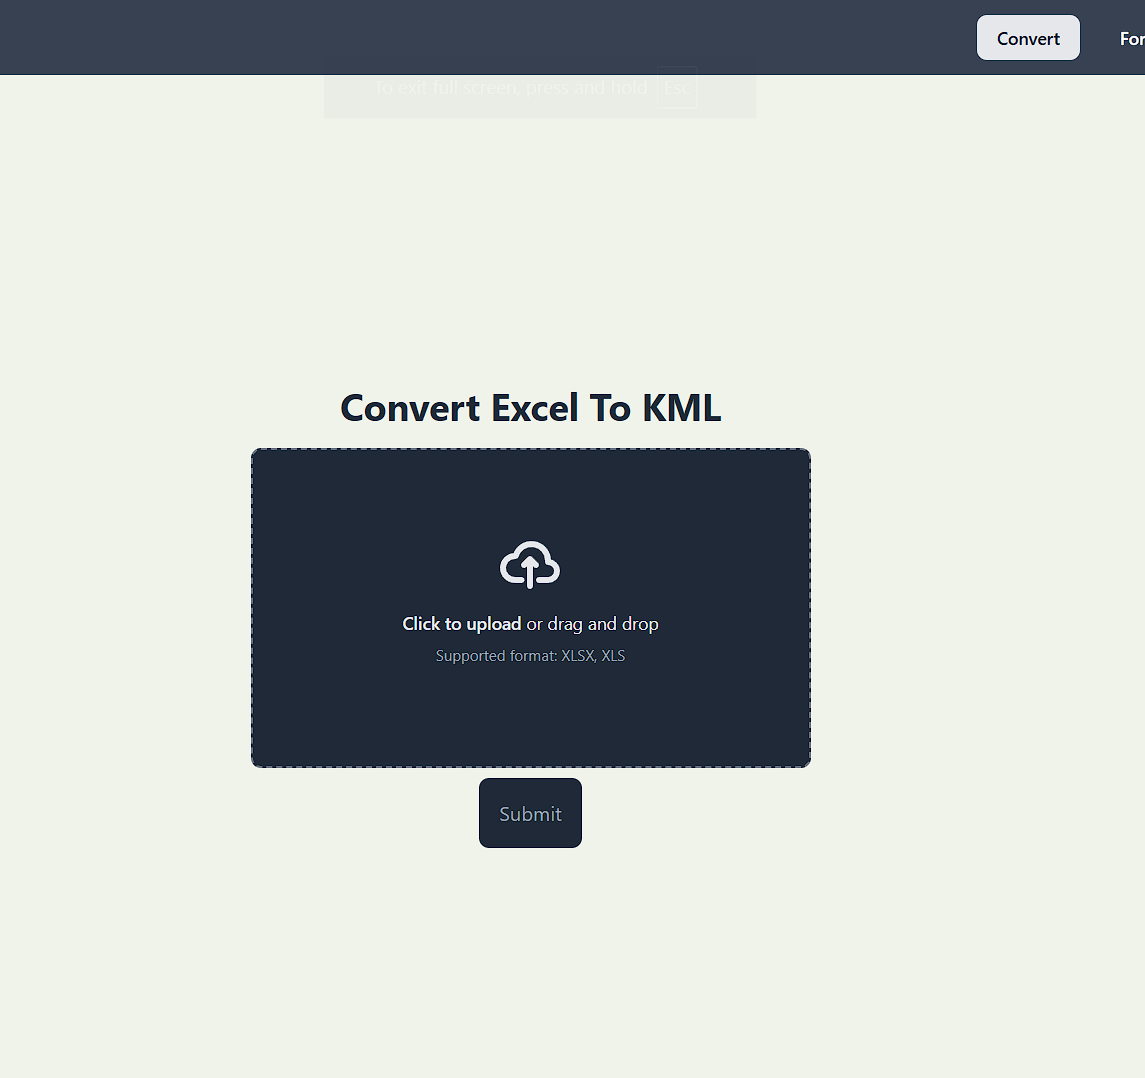 Convert
For
To exit full screen, press and hold Esc
Convert Excel To KML
Click to upload or drag and drop
Supported format: XLSX, XLS
Submit